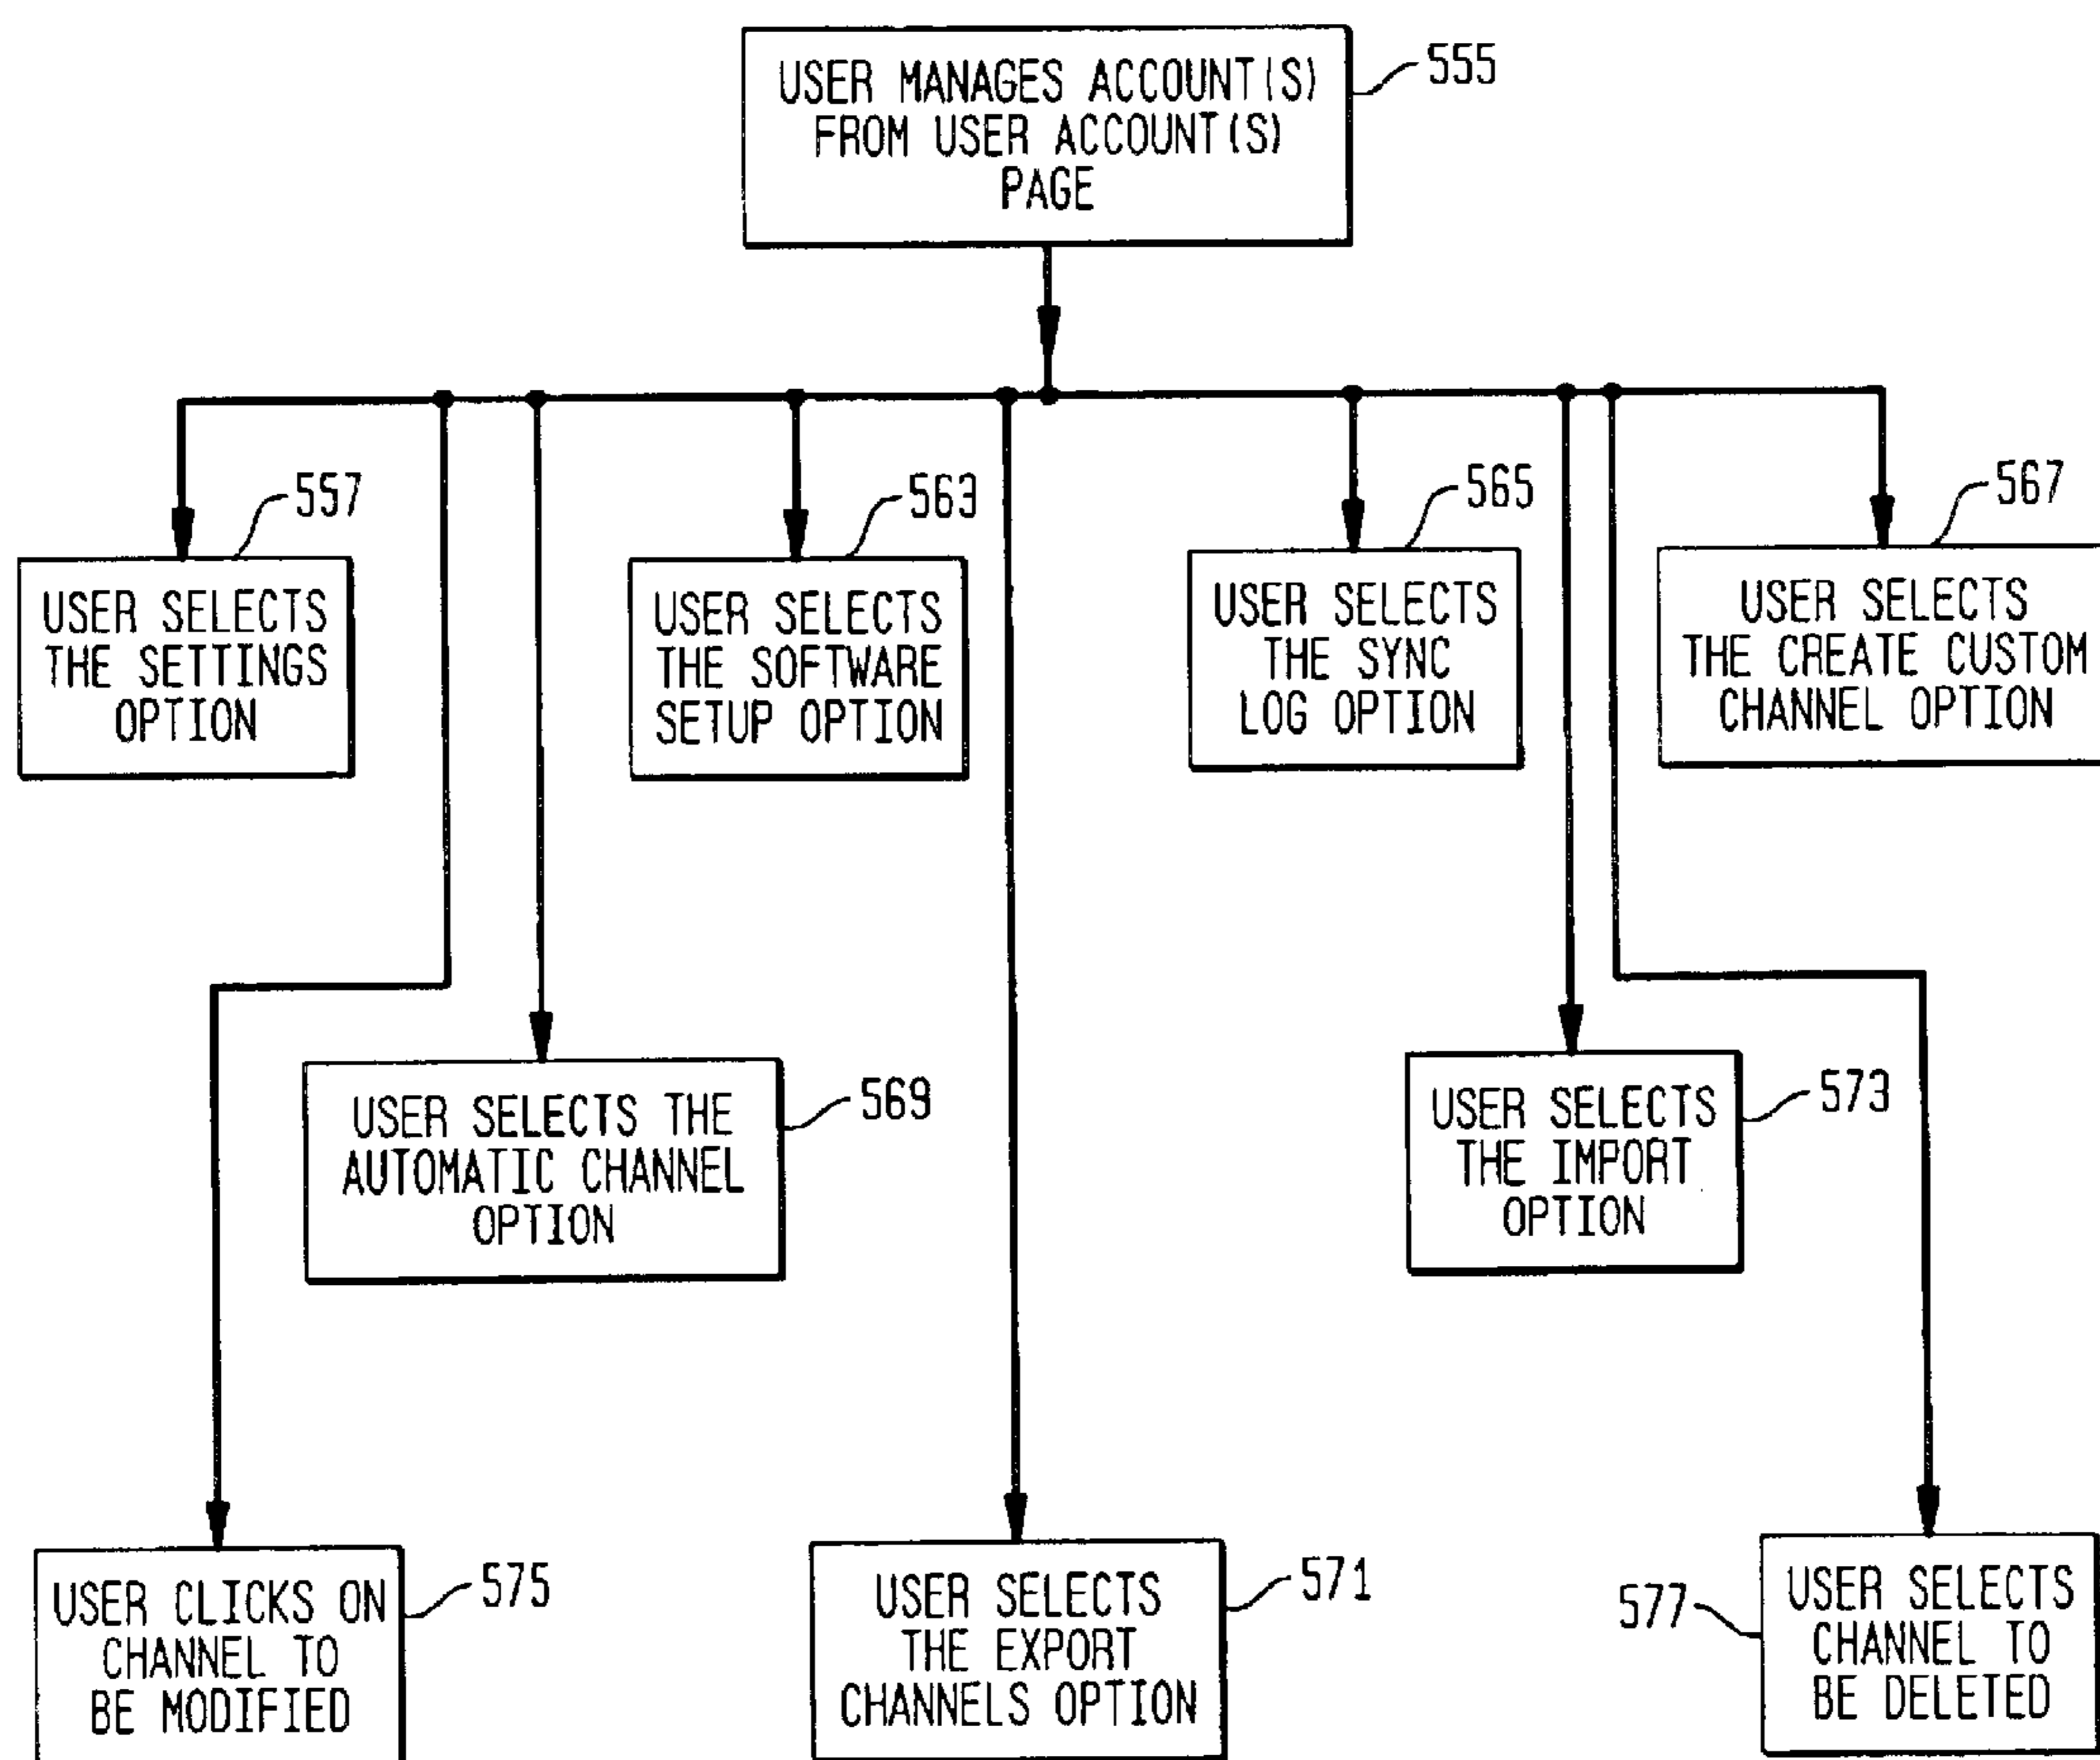 USER MANAGES ACCOUNT(S)
FROM USER ACCOUNT(S)
PAGE
555
557
USER SELECTS
THE SETTINGS
OPTION
563
USER SELECTS
THE SOFTWARE
SETUP OPTION
565
USER SELECTS
THE SYNC
LOG OPTION
567
USER SELECTS
THE CREATE CUSTOM
CHANNEL OPTION
USER SELECTS THE
AUTOMATIC CHANNEL
OPTION
569
USER SELECTS
THE IMPORT
OPTION
573
USER CLICKS ON
CHANNEL TO
BE MODIFIED
575
USER SELECTS
THE EXPORT
CHANNELS OPTION
571
577
USER SELECTS
CHANNEL TO
BE DELETED